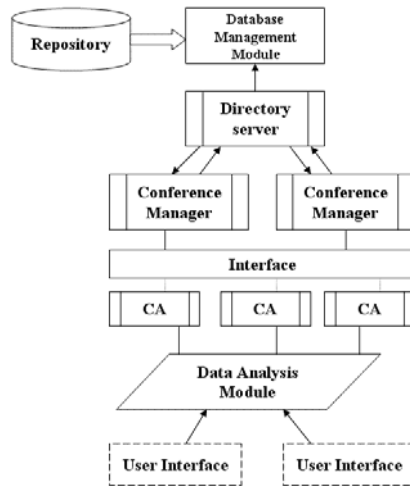 Repository
Database
Management
Module
Directory
server
Conference
Manager
Conference
Manager
Interface
CA
CA
CA
Data Analysis
Module
User Interface
User Interface